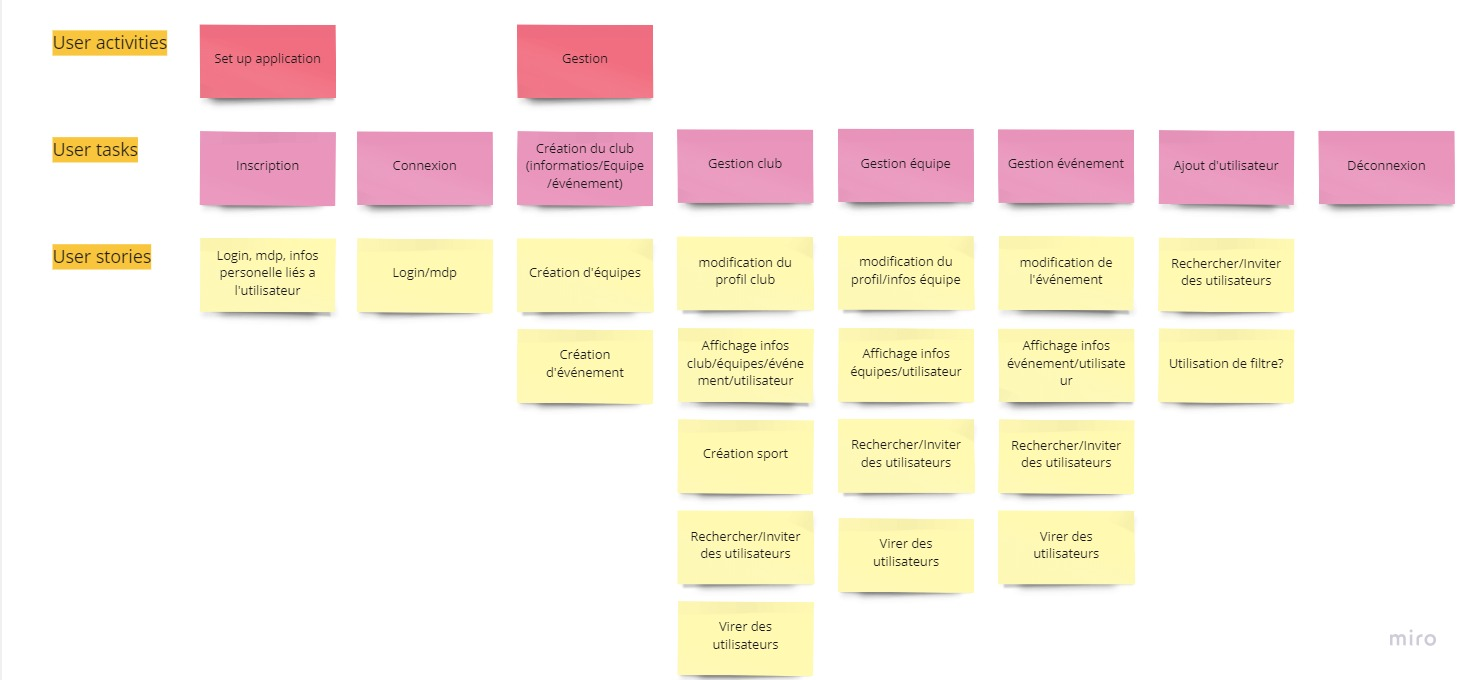 User activities
Set up application
Gestion
User tasks
Inscription
Connexion
Création du club
(informatios/Equipe
/événement)
Gestion club
Gestion équipe
Gestion événement
Ajout d'utilisateur
Déconnexion
User stories
Login, mdp, infos
personelle liés a
l'utilisateur
Login/mdp
Création d'équipes
modification du
profil club
modification du
profil/infos équipe
modification de
l'événement
Rechercher/Inviter
des utilisateurs
Création
d'événement
Affichage infos
club/équipes/événe
ment/utilisateur
Affichage infos
équipes/utilisateur
Affichage infos
événement/utilisate
ur
Utilisation de filtre?
Création sport
Rechercher/Inviter
des utilisateurs
Rechercher/Inviter
des utilisateurs
Rechercher/Inviter
des utilisateurs
Virer des
utilisateurs
Virer des
utilisateurs
Virer des
utilisateurs
miro